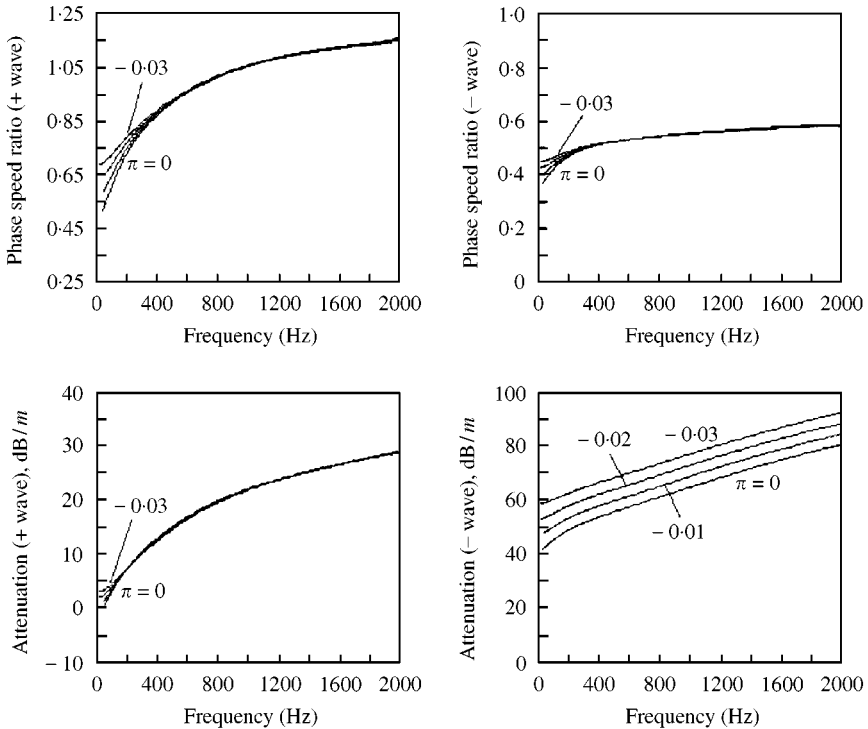 Phase speed ratio (+ wave)
1·25
1·05
0·85
0·65
0·45
0·25
– 0·03
π = 0
0 400 800 1200 1600 2000
Frequency (Hz)
Phase speed ratio (– wave)
1·0
0·8
0·6
0·4
0·2
0
– 0·03
π = 0
0 400 800 1200 1600 2000
Frequency (Hz)
Attenuation (+ wave), dB/m
40
30
20
10
0
– 10
– 0·03
π = 0
0 400 800 1200 1600 2000
Frequency (Hz)
Attenuation (– wave), dB/m
100
80
60
40
20
0
– 0·02
– 0·03
π = 0
– 0·01
0 400 800 1200 1600 2000
Frequency (Hz)